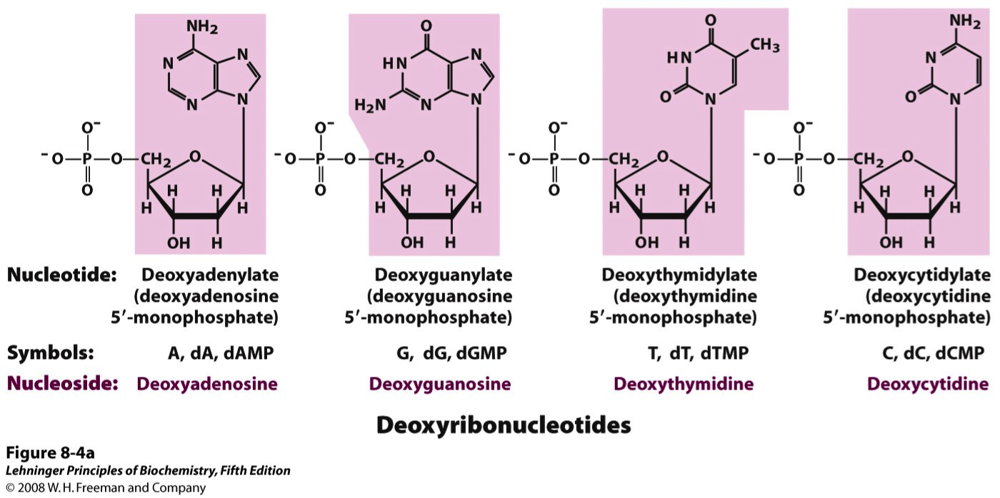 NH2 O O NH2
N N HN N HN CH3 N
N N H2N N N O N O N
O− O− O− O−
−O—P—O—CH2 O −O—P—O—CH2 O −O—P—O—CH2 O −O—P—O—CH2 O
O H H O H H O H H O H H
H H H H H H H H
OH H OH H OH H OH H
Nucleotide: Deoxyadenylate Deoxyguanylate Deoxythymidylate Deoxycytidylate
(deoxyadenosine (deoxyguanosine (deoxythymidine (deoxycytidine
5′-monophosphate) 5′-monophosphate) 5′-monophosphate) 5′-monophosphate)
Symbols: A, dA, dAMP G, dG, dGMP T, dT, dTMP C, dC, dCMP
Nucleoside: Deoxyadenosine Deoxyguanosine Deoxythymidine Deoxycytidine
Deoxyribonucleotides
Figure 8-4a
Lehninger Principles of Biochemistry, Fifth Edition
© 2008 W. H. Freeman and Company